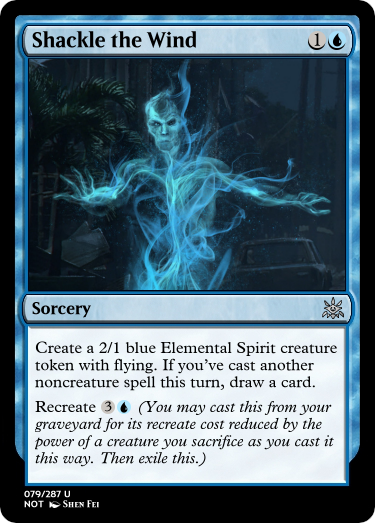 Shackle the Wind 1
Sorcery
Create a 2/1 blue Elemental Spirit creature
token with flying. If you've cast another
noncreature spell this turn, draw a card.
Recreate 3 (You may cast this from your
graveyard for its recreate cost reduced by the
power of a creature you sacrifice as you cast it
this way. Then exile this.)
079/287 U
NOT Shen Fei